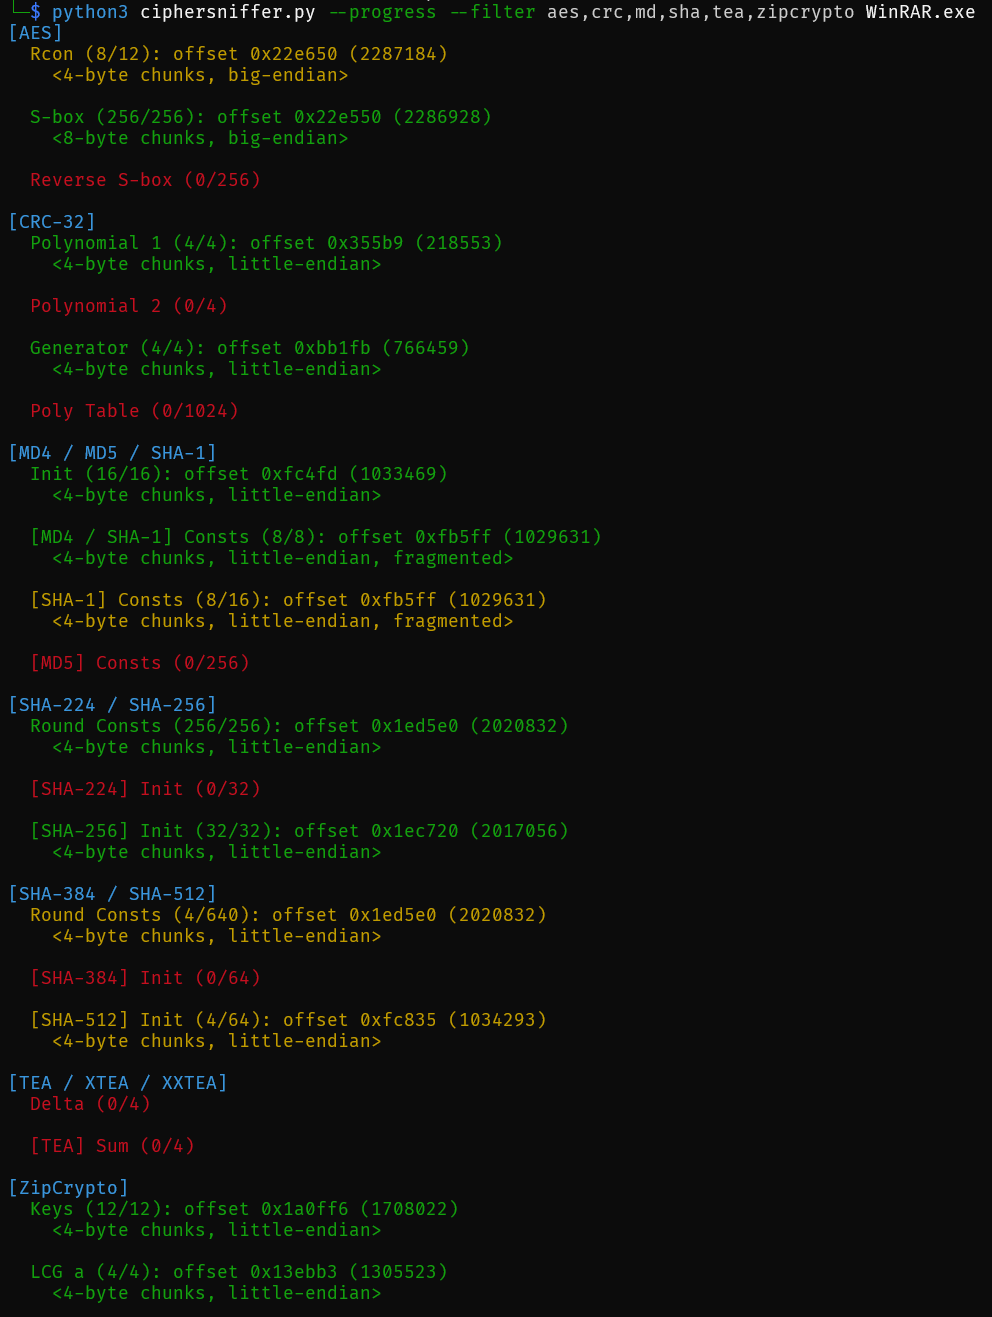 └─$ python3 ciphersniffer.py --progress --filter aes,crc,md,sha,tea,zipcrypto WinRAR.exe
[AES]
Rcon (8/12): offset 0x22e650 (2287184)
<4-byte chunks, big-endian>
S-box (256/256): offset 0x22e550 (2286928)
<8-byte chunks, big-endian>
Reverse S-box (0/256)
[CRC-32]
Polynomial 1 (4/4): offset 0x355b9 (218553)
<4-byte chunks, little-endian>
Polynomial 2 (0/4)
Generator (4/4): offset 0xbb1fb (766459)
<4-byte chunks, little-endian>
Poly Table (0/1024)
[MD4 / MD5 / SHA-1]
Init (16/16): offset 0xfc4fd (1033469)
<4-byte chunks, little-endian>
[MD4 / SHA-1] Consts (8/8): offset 0xfb5ff (1029631)
<4-byte chunks, little-endian, fragmented>
[SHA-1] Consts (8/16): offset 0xfb5ff (1029631)
<4-byte chunks, little-endian, fragmented>
[MD5] Consts (0/256)
[SHA-224 / SHA-256]
Round Consts (256/256): offset 0x1ed5e0 (2020832)
<4-byte chunks, little-endian>
[SHA-224] Init (0/32)
[SHA-256] Init (32/32): offset 0x1ec720 (2017056)
<4-byte chunks, little-endian>
[SHA-384 / SHA-512]
Round Consts (4/640): offset 0x1ed5e0 (2020832)
<4-byte chunks, little-endian>
[SHA-384] Init (0/64)
[SHA-512] Init (4/64): offset 0xfc835 (1034293)
<4-byte chunks, little-endian>
[TEA / XTEA / XXTEA]
Delta (0/4)
[TEA] Sum (0/4)
[ZipCrypto]
Keys (12/12): offset 0x1a0ff6 (1708022)
<4-byte chunks, little-endian>
LCG a (4/4): offset 0x13ebb3 (1305523)
<4-byte chunks, little-endian>